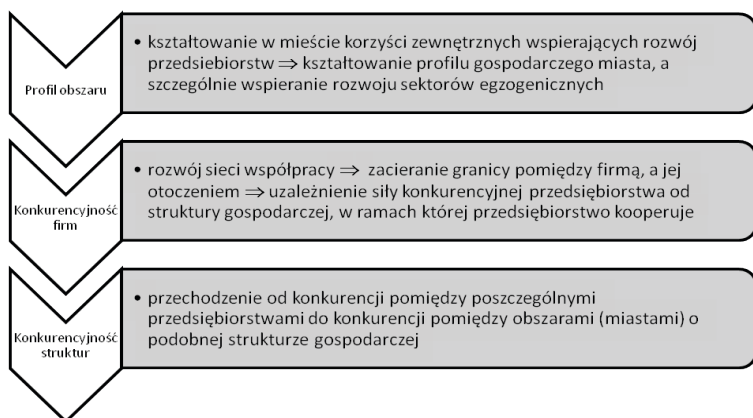 Profil obszaru
• kształtowanie w mieście korzyści zewnętrznych wspierających rozwój
przedsiebiorstw ⇒ kształtowanie profilu gospodarczego miasta, a
szczególnie wspieranie rozwoju sektorów egzogenicznych
Konkurencyjność
firm
• rozwój sieci współpracy ⇒ zacieranie granicy pomiędzy firmą, a jej
otoczeniem ⇒ uzależnienie siły konkurencyjnej przedsiębiorstwa od
struktury gospodarczej, w ramach której przedsiębiorstwo kooperuje
Konkurencyjność
struktur
• przechodzenie od konkurencji pomiędzy poszczególnymi
przedsiębiorstwami do konkurencji pomiędzy obszarami (miastami) o
podobnej strukturze gospodarczej